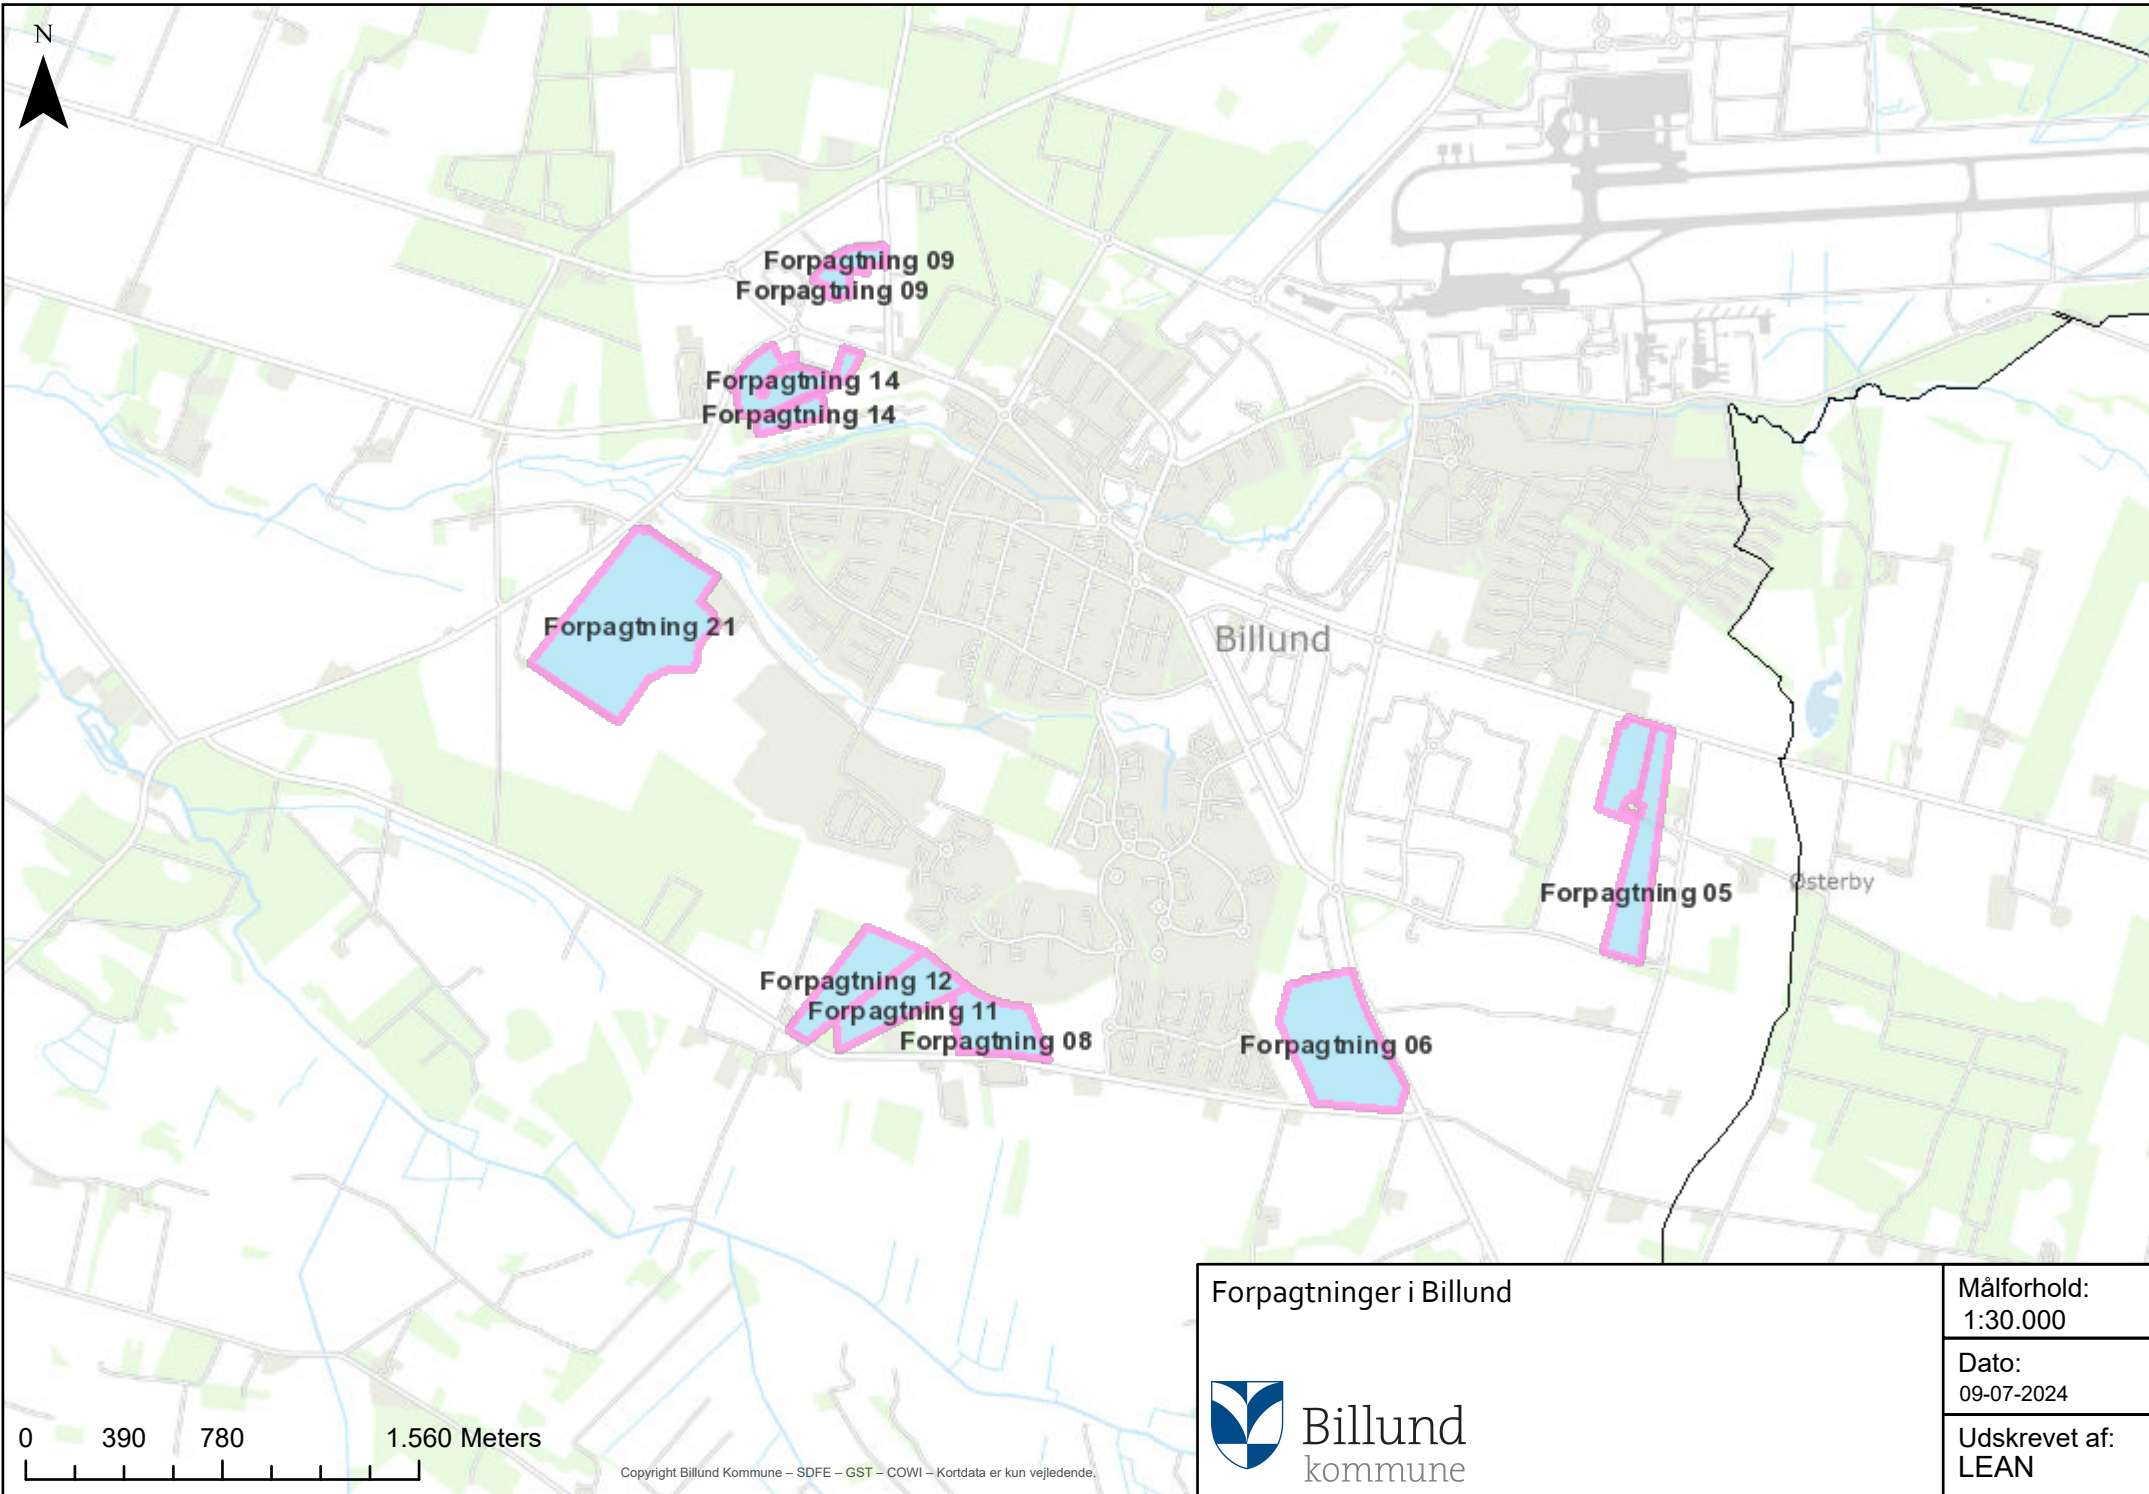 N
Forpagtning 09
Forpagtning 09
Forpagtning 14
Forpagtning 14
Forpagtning 21
Billund
Forpagtning 05
Østerby
Forpagtning 12
Forpagtning 11
Forpagtning 08
Forpagtning 06
Forpagtninger i Billund
Målforhold:
1:30.000
Dato:
09-07-2024
Udskrevet af:
LEAN
Billund
kommune
0 390 780 1.560 Meters
Copyright Billund Kommune – SDFE – GST – COWI – Kortdata er kun vejledende.